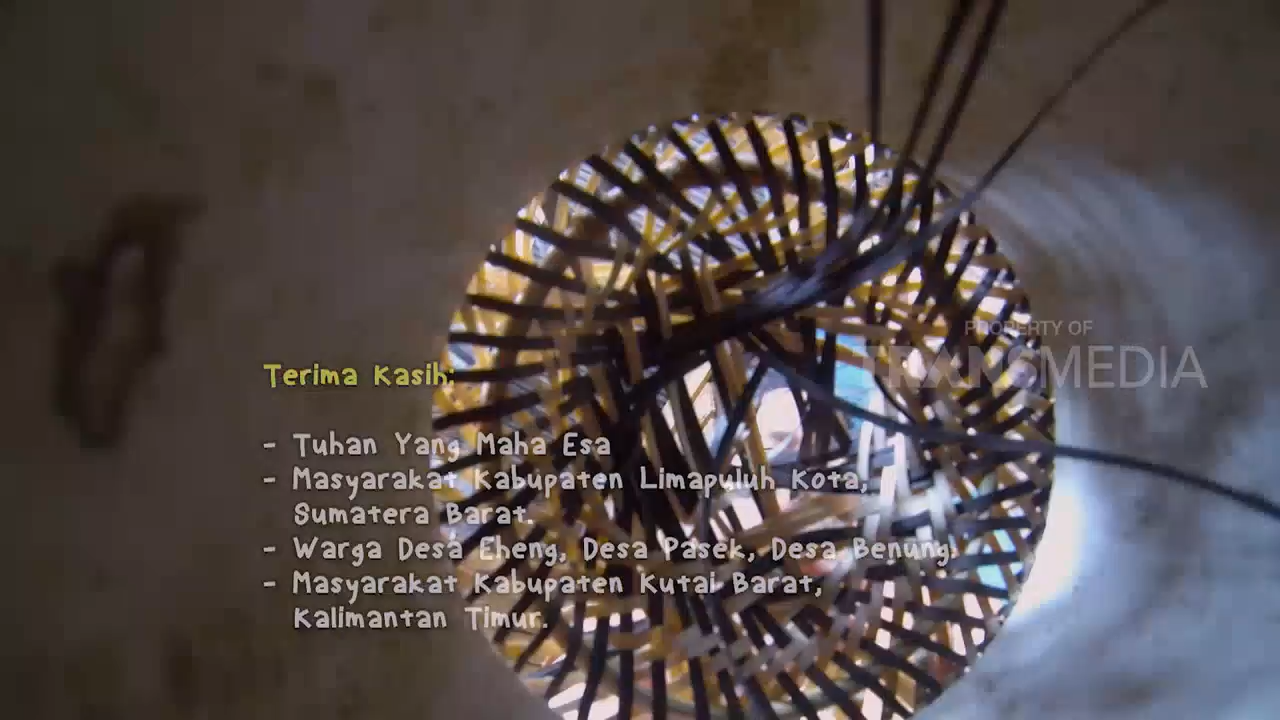 PROPERTY OF
TRANSMEDIA
Terima Kasih:
- Tuhan Yang Maha Esa
- Masyarakat Kabupaten Limapuluh Kota,
Sumatera Barat.
- Warga Desa Eheng, Desa Pasek, Desa Benung.
- Masyarakat Kabupaten Kutai Barat,
Kalimantan Timur.